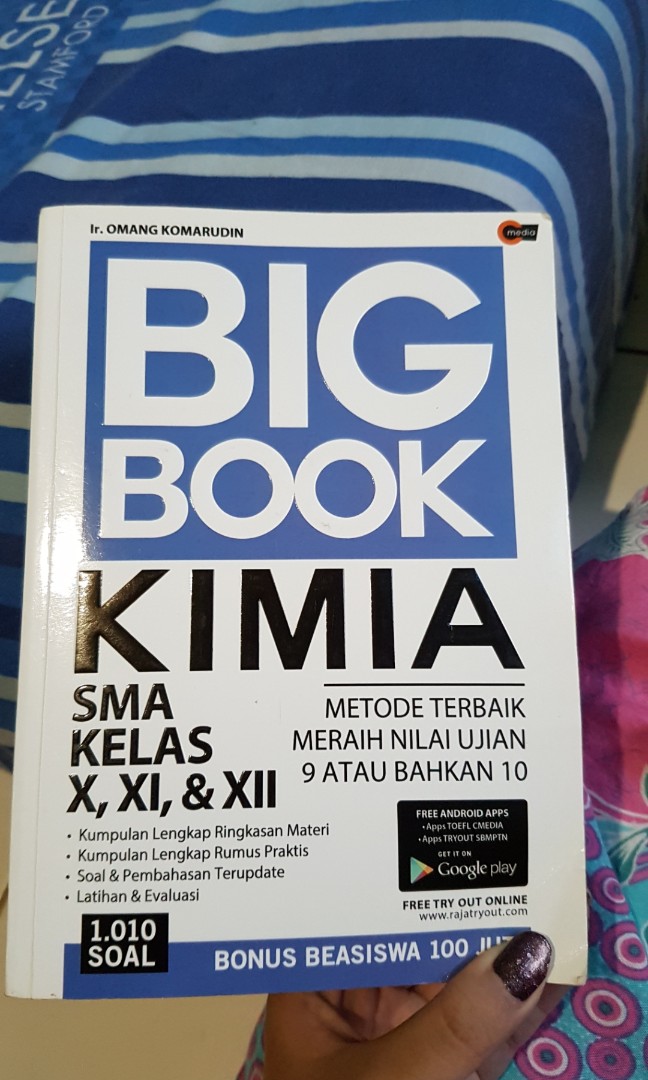 STAMFORD
Ir. OMANG KOMARUDIN
media
BIG
BOOK
KIMIA
SMA
KELAS
X, XI, & XII
METODE TERBAIK
MERAIH NILAI UJIAN
9 ATAU BAHKAN 10
• Kumpulan Lengkap Ringkasan Materi
• Kumpulan Lengkap Rumus Praktis
• Soal & Pembahasan Terupdate
• Latihan & Evaluasi
FREE ANDROID APPS
• Apps TOEFL CMEDIA
• Apps TRYOUT SBMPTN
GET IT ON
Google play
FREE TRY OUT ONLINE
www.rajatryout.com
1.010
SOAL
BONUS BEASISWA 100